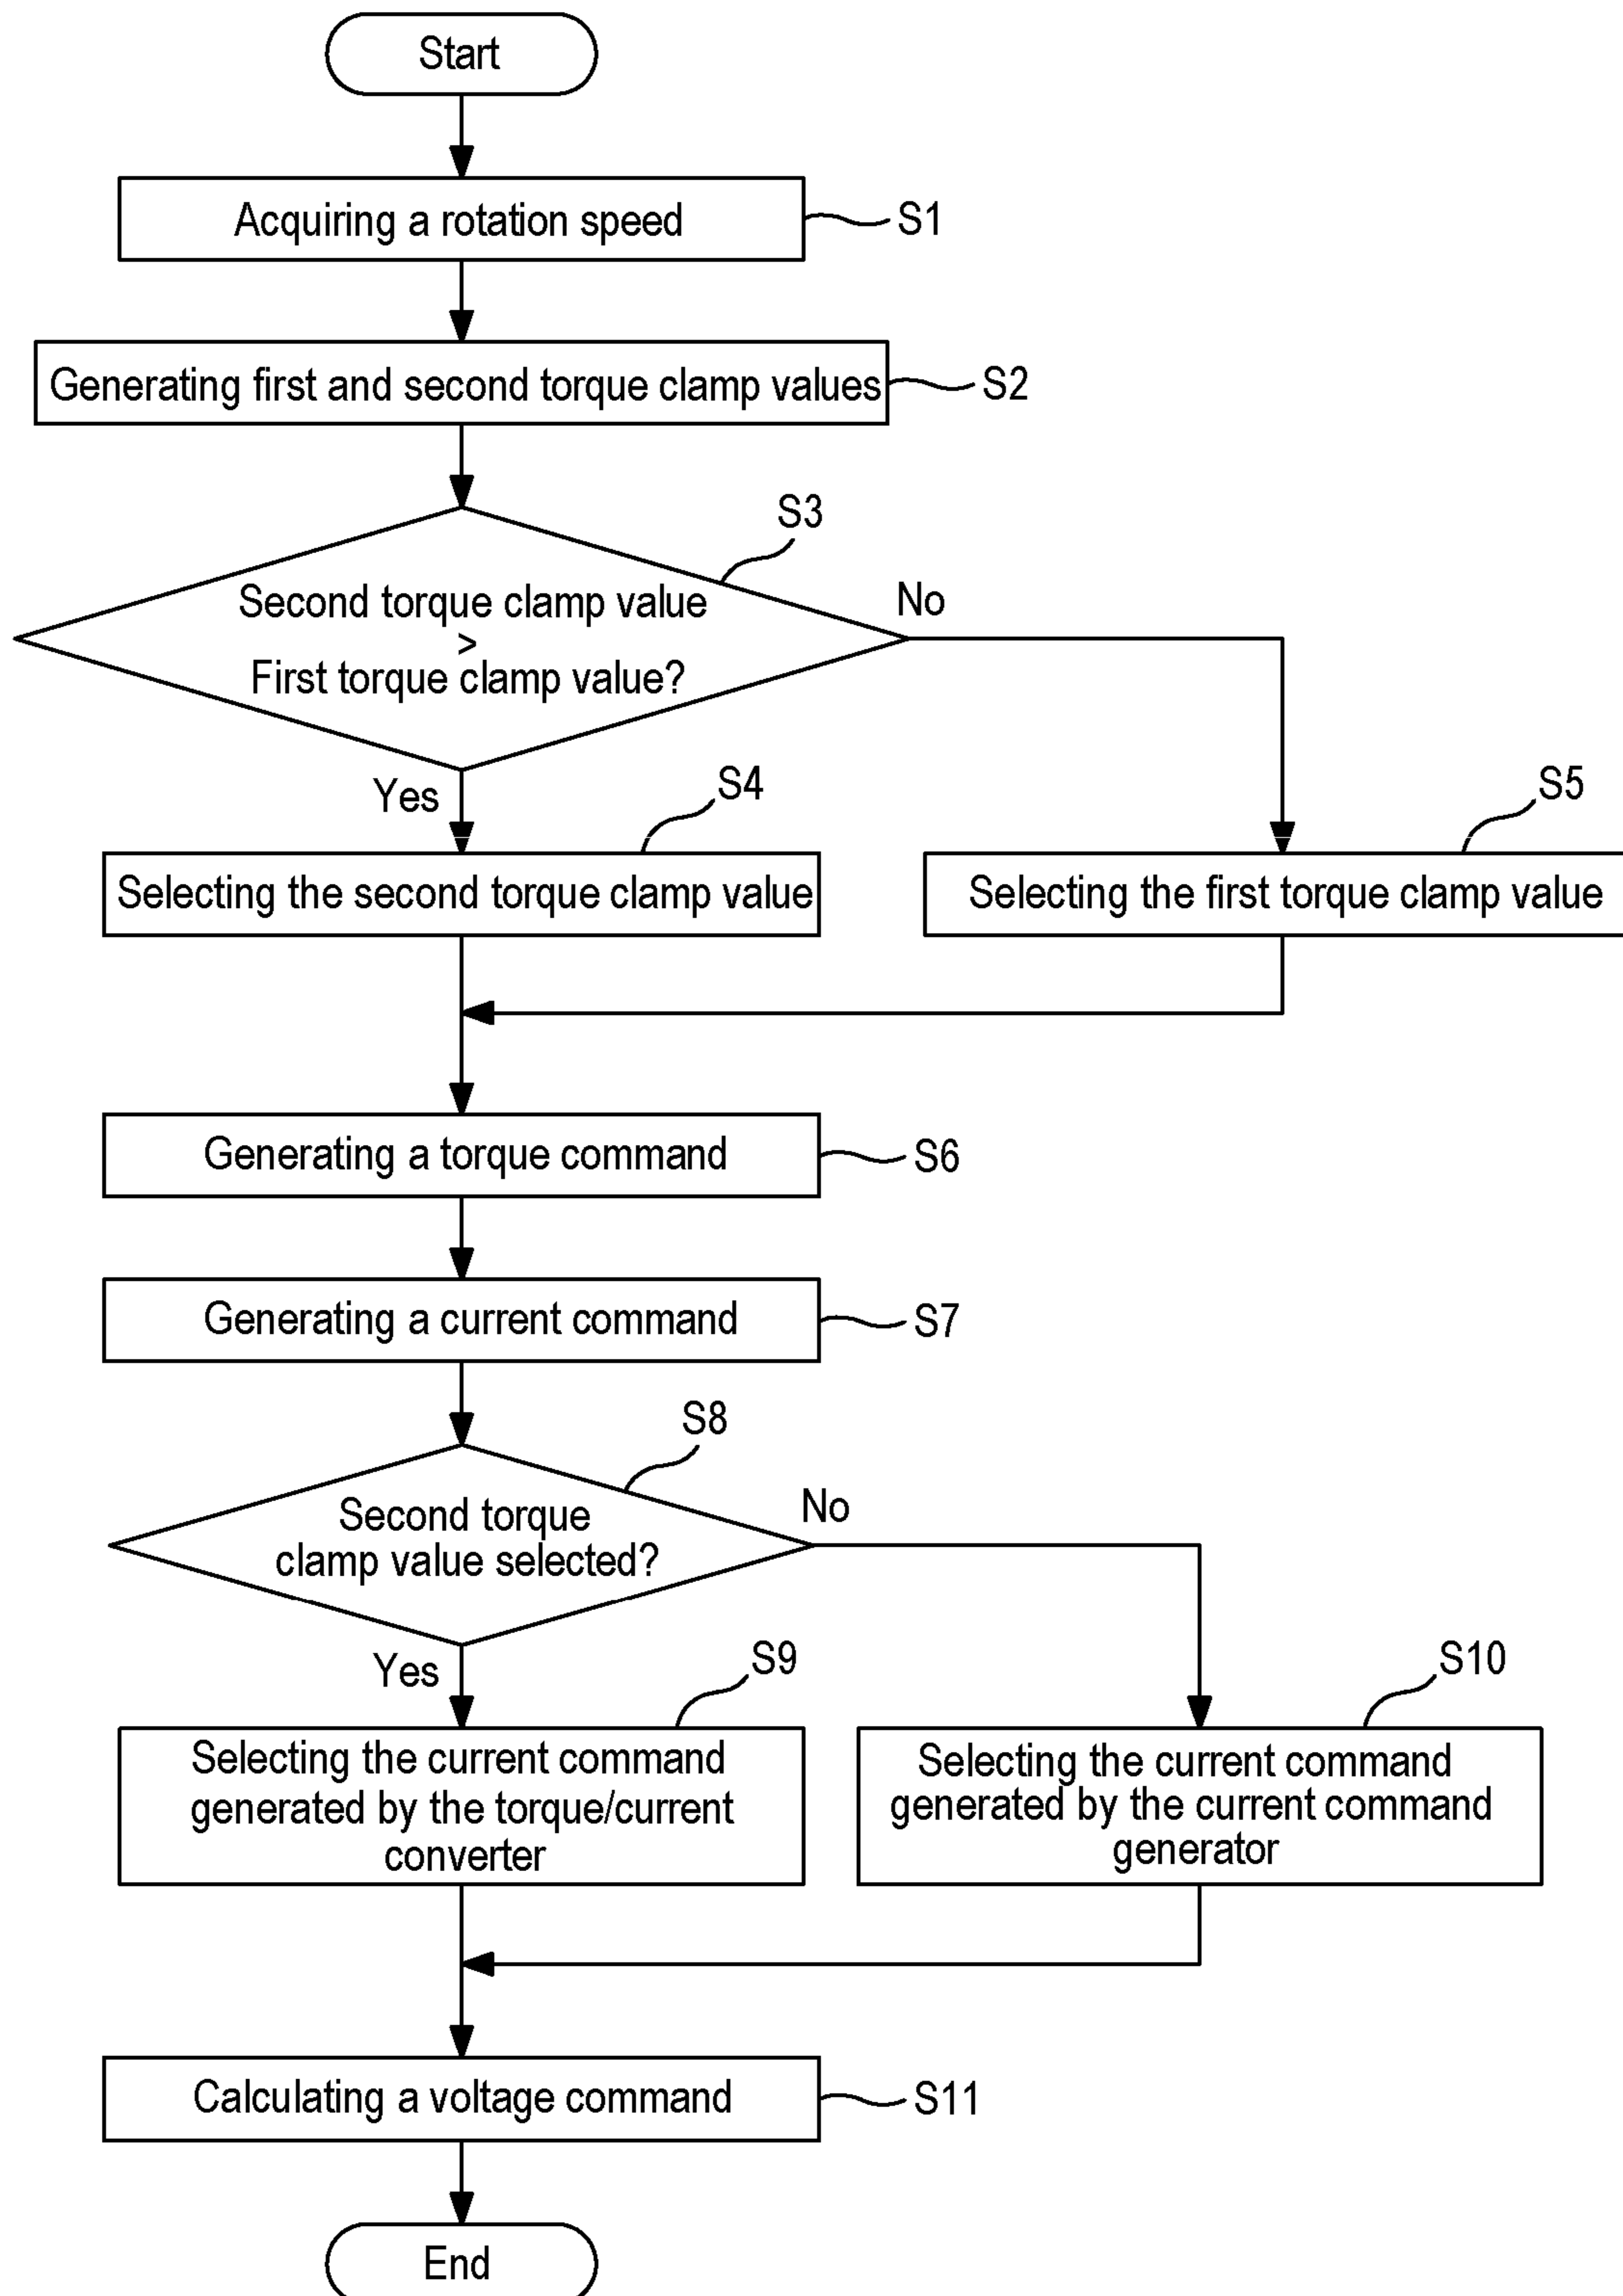 Start
Acquiring a rotation speed
S1
Generating first and second torque clamp values
S2
S3
Second torque clamp value
>
First torque clamp value?
No
Yes
S4
S5
Selecting the second torque clamp value
Selecting the first torque clamp value
Generating a torque command
S6
Generating a current command
S7
S8
Second torque
clamp value selected?
No
Yes
S9
S10
Selecting the current command
generated by the torque/current
converter
Selecting the current command
generated by the current command
generator
Calculating a voltage command
S11
End